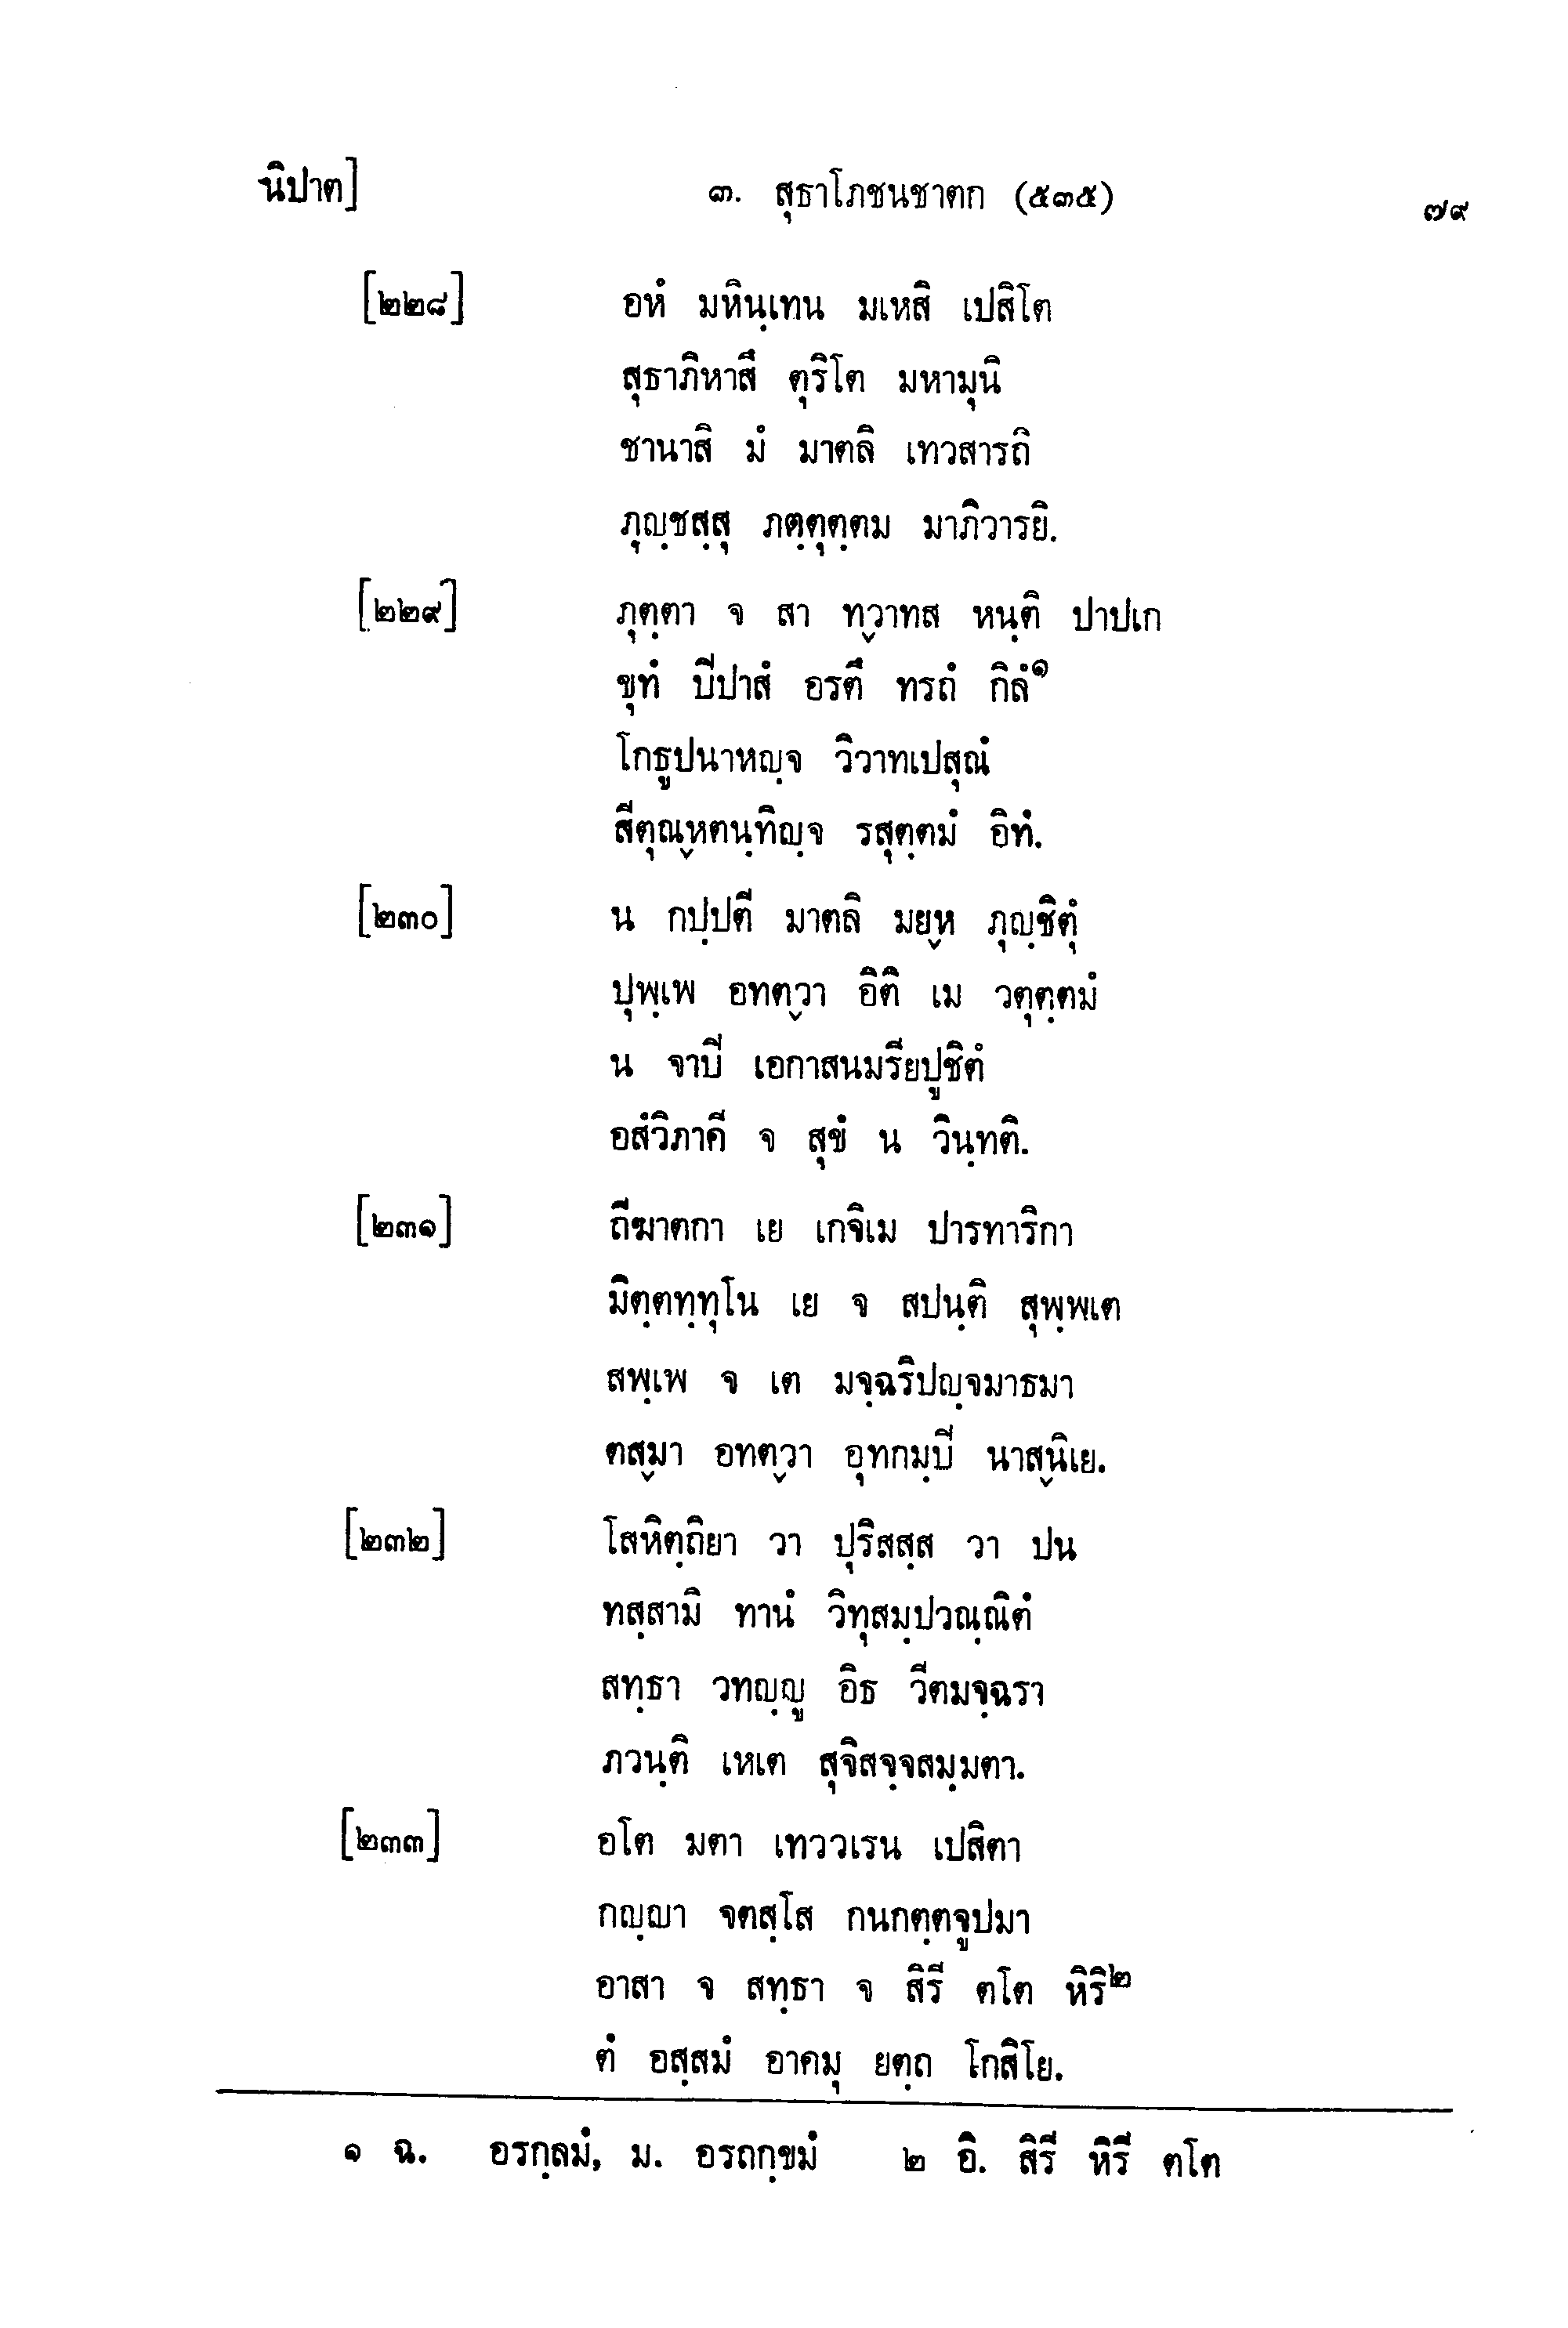 นิปาต]
๓. สุธาโภชนชาตก (๕๓๕)
๗๙
[๒๒๘] อหํ มหินฺเทน มเหสิ เปสิโต
สุธาภิหาสึ ตุริโต มหามุนิ
ชานาสิ มํ มาตลิ เทวสารถิ
ภุญฺชสฺสุ ภตฺตุตฺตม มาภิวารยิ.
[๒๒๙] ภุตฺตา จ สา ทฺวาทส หนฺติ ปาปเก
ขุทํ ปีปาสํ อรตึ ทรถํ กิลํ๑
โกธูปนาหญฺจ วิวาทเปสุณํ
สีตุณฺหตนฺทิญฺจ รสุตฺตมํ อิทํ.
[๒๓๐] น กปฺปตี มาตลิ มยฺห ภุญฺชิตุํ
ปุพฺเพ อทตฺวา อิติ เม วตุตฺตมํ
น จาปี เอกาสนมรียปูชิตํ
อสํวิภาคี จ สุขํ น วินฺทติ.
[๒๓๑] ถีฆาตกา เย เกจิเม ปารทาริกา
มิตฺตทฺทุโน เย จ สปนฺติ สุพฺพเต
สพฺเพ จ เต มจฺฉริปญฺจมาธมา
ตสฺมา อทตฺวา อุทกมฺปี นาสฺนิเย.
[๒๓๒] โสหิตฺถิยา วา ปุริสสฺส วา ปน
ทสฺสามิ ทานํ วิทุสมฺปวณฺณิตํ
สทฺธา วทญฺญู อิธ วีตมจฺฉรา
ภวนฺติ เหเต สุจิสจฺจสมฺมตา.
[๒๓๓] อโต มตา เทววเรน เปสิตา
กญฺญา จตสฺโส กนกตฺตจูปมา
อาสา จ สทฺธา จ สิรี ตโต หิริ๒
ตํ อสฺสมํ อาคมุ ยตฺถ โกสิโย.
๑ ฉ. อรกฺลมํ, ม. อรถกฺขมํ ๒ อิ. สิรี หิรี ตโต